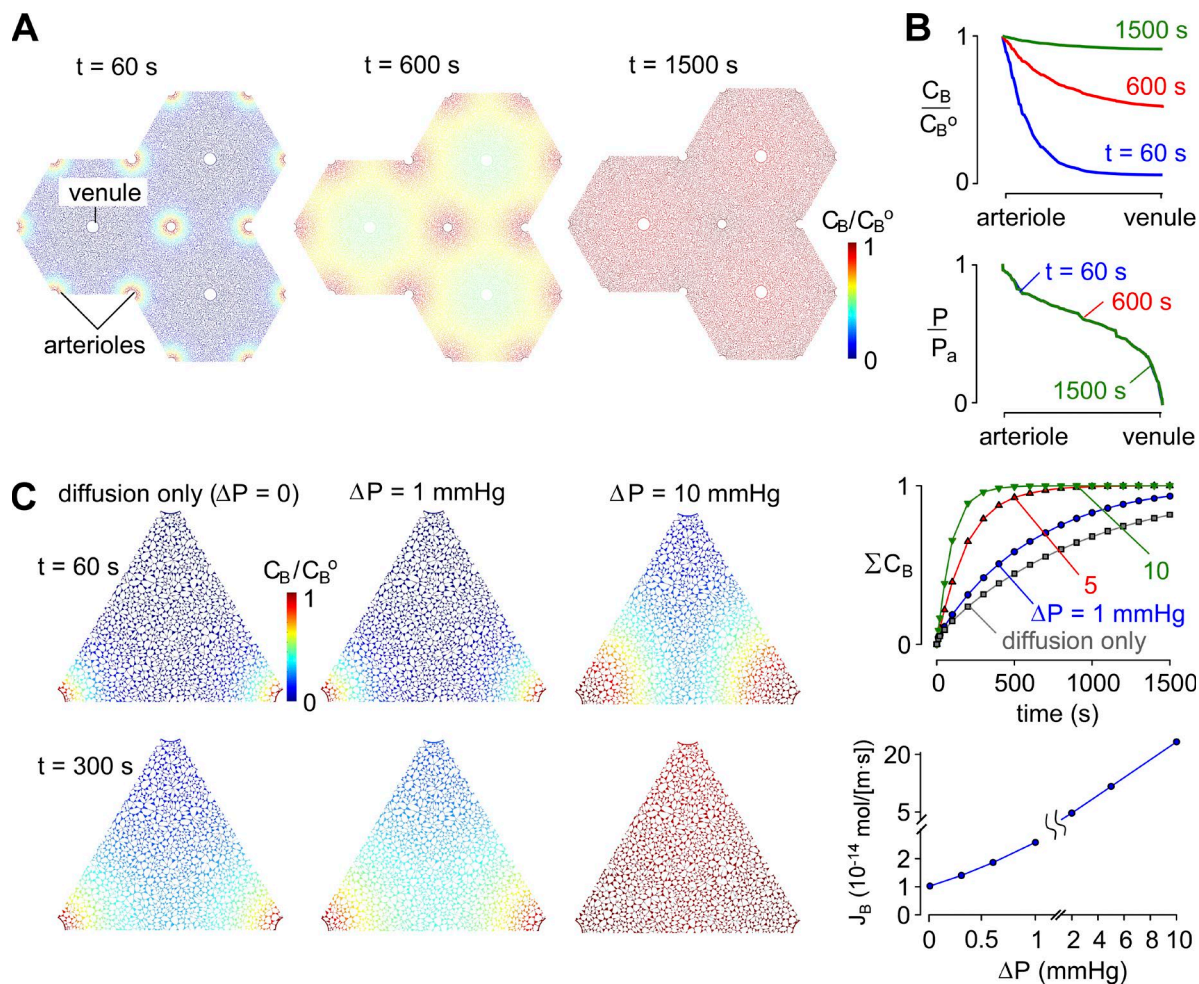 A
t = 60 s
t = 600 s
t = 1500 s
venule
arterioles
C_B/C_B^o
1
0
B
1
C_B
C_B^o
0
1500 s
600 s
t = 60 s
arteriole venule
1
P
P_a
0
t = 60 s
600 s
1500 s
arteriole venule
C
diffusion only (ΔP = 0)
ΔP = 1 mmHg
ΔP = 10 mmHg
t = 60 s
C_B/C_B^o
1
0
t = 300 s
1
ΣC_B
0
10
5
ΔP = 1 mmHg
diffusion only
0 500 1000 1500
time (s)
J_B (10^-14 mol/[m·s])
20
5
2
1
0
0 0.5 1 2 4 6 8 10
ΔP (mmHg)